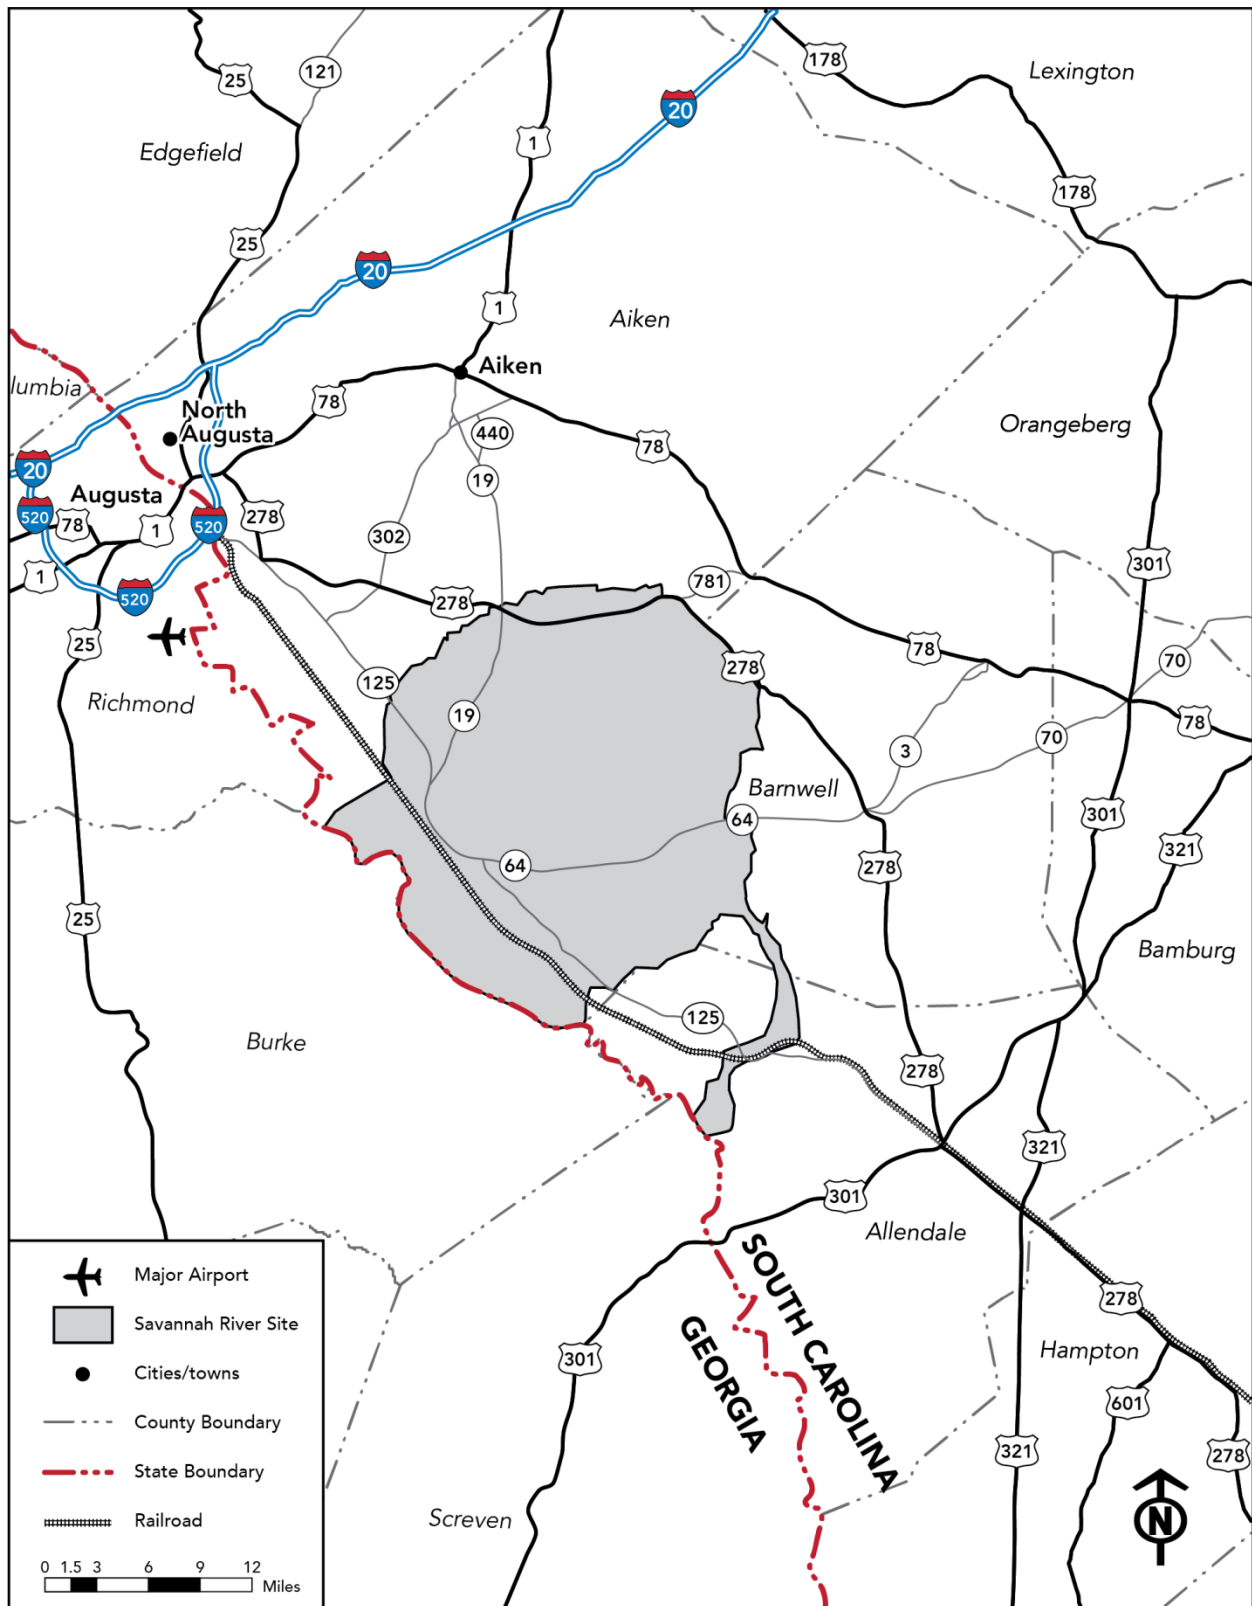 178
Lexington
25
121
20
1
Edgefield
178
25
20
1
Aiken
Aiken
lumbia
78
North
Augusta
440
78
Orangeberg
20
19
Augusta
520
78
1
278
520
302
301
1
520
278
781
25
78
70
125
278
Richmond
19
78
70
3
Barnwell
64
301
321
64
278
25
Bamburg
125
Burke
278
321
301
Allendale
SOUTH CAROLINA
GEORGIA
278
301
Hampton
601
321
278
Screven
N
Major Airport
Savannah River Site
Cities/towns
County Boundary
State Boundary
Railroad
0 1.5 3 6 9 12
Miles